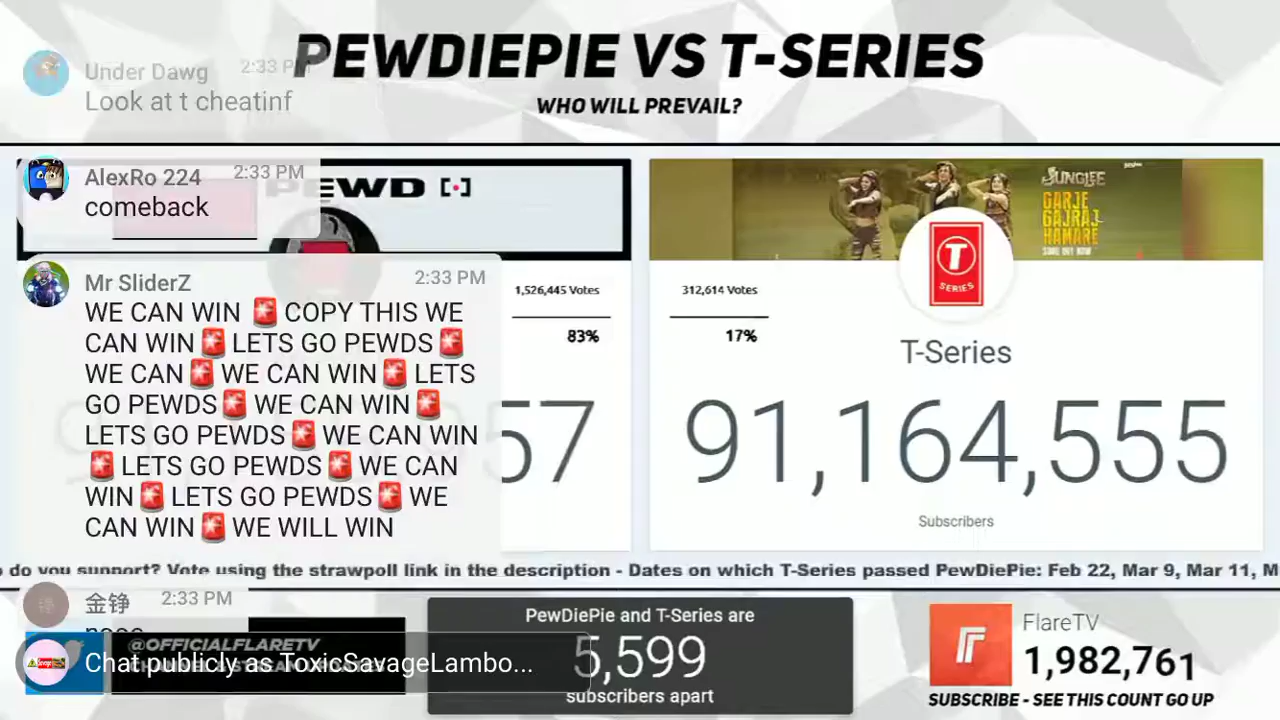 PEWDIEPIE VS T-SERIES
WHO WILL PREVAIL?
Under Dawg 2:33 PM
Look at t cheatinf
AlexRo 224 2:33 PM
comeback
PEWD
Mr SliderZ 2:33 PM
WE CAN WIN 🚨 COPY THIS WE
CAN WIN🚨 LETS GO PEWDS🚨
WE CAN🚨 WE CAN WIN🚨 LETS
GO PEWDS🚨 WE CAN WIN🚨
LETS GO PEWDS🚨 WE CAN WIN
🚨 LETS GO PEWDS🚨 WE CAN
WIN🚨 LETS GO PEWDS🚨 WE
CAN WIN🚨 WE WILL WIN
1,526,445 Votes
83%
57
JUNGLEE
GARJE
GAJRAJ
HAMARE
SONG OUT NOW
T
SERIES
312,614 Votes
17%
T-Series
91,164,555
Subscribers
do you support? Vote using the strawpoll link in the description - Dates on which T-Series passed PewDiePie: Feb 22, Mar 9, Mar 11, M
金铮 2:33 PM
@OFFICIALFLARETV
Chat publicly as ToxicSavageLambo...
PewDiePie and T-Series are
5,599
subscribers apart
FlareTV
1,982,761
SUBSCRIBE - SEE THIS COUNT GO UP